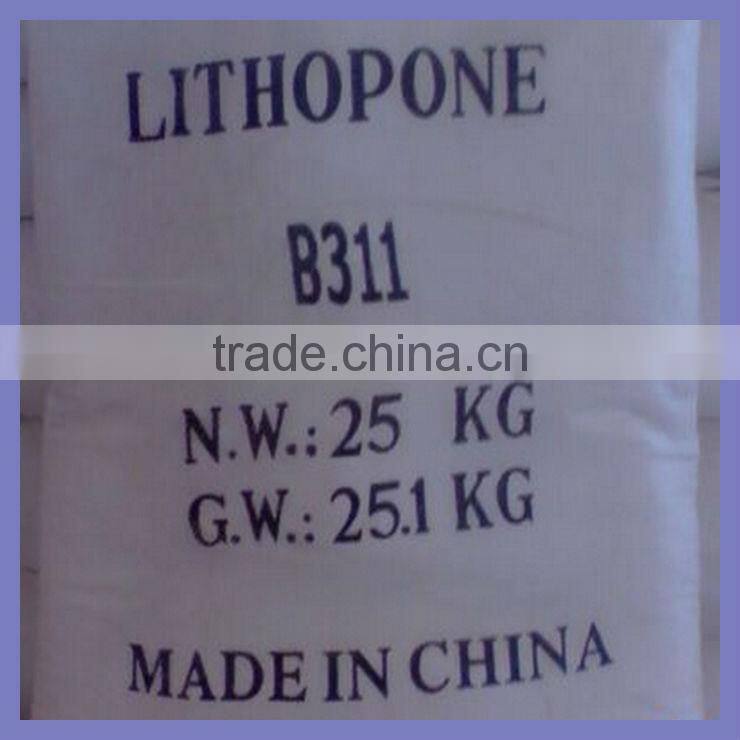 LITHOPONE
B311
trade.china.cn
N.W.: 25 KG
G.W.: 25.1 KG
MADE IN CHINA